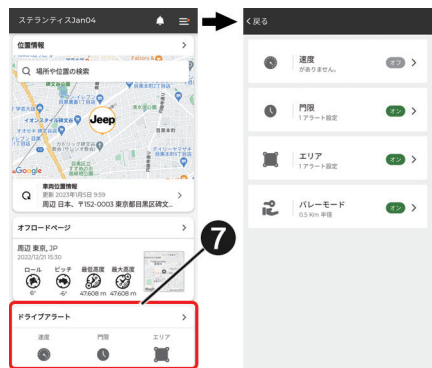 ステランティスJan04
位置情報
場所や位置の検索
Jeep
Google
車両位置情報
更新 2023年1月5日 9:59
周辺 日本、〒152-0003 東京都目黒区碑文...
オフロードページ
周辺 東京, JP
2022/12/21 15:30
ロール ピッチ 最低高度 最大高度
6° -6° 47608 m 47608 m
ドライブアラート
速度 門限 エリア
7
戻る
速度 オフ
がありません。
門限 オン
1 アラート設定
エリア オン
1 アラート設定
バレーモード オン
0.5 Km 半径